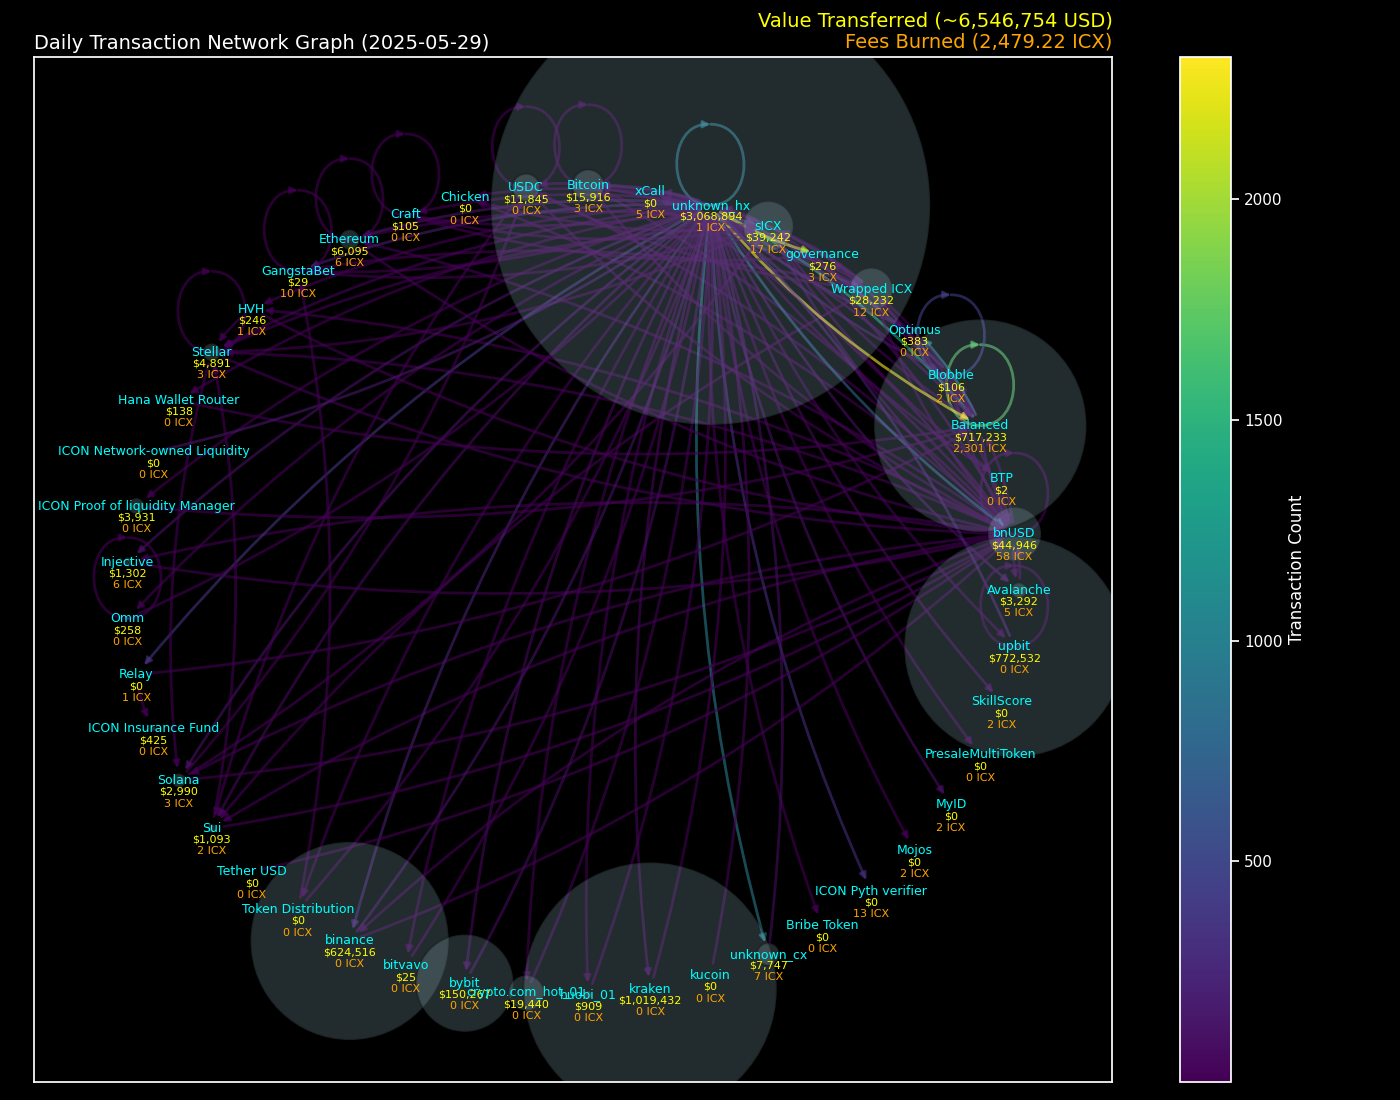 Value Transferred (~6,546,754 USD)
Daily Transaction Network Graph (2025-05-29)
Fees Burned (2,479.22 ICX)
unknown_hx
$3,068,894
1 ICX
xCall
$0
5 ICX
Bitcoin
$15,916
3 ICX
USDC
$11,845
0 ICX
Chicken
$0
0 ICX
Craft
$105
0 ICX
Ethereum
$6,095
6 ICX
GangstaBet
$29
10 ICX
HVH
$246
1 ICX
Stellar
$4,891
3 ICX
Hana Wallet Router
$138
0 ICX
ICON Network-owned Liquidity
$0
0 ICX
ICON Proof of liquidity Manager
$3,931
0 ICX
Injective
$1,302
6 ICX
Omm
$258
0 ICX
Relay
$0
1 ICX
ICON Insurance Fund
$425
0 ICX
Solana
$2,990
3 ICX
Sui
$1,093
2 ICX
Tether USD
$0
0 ICX
Token Distribution
$0
0 ICX
binance
$624,516
0 ICX
bitvavo
$25
0 ICX
bybit
$150,267
0 ICX
crypto.com_hot_01
$19,440
0 ICX
huobi_01
$909
0 ICX
kraken
$1,019,432
0 ICX
kucoin
$0
0 ICX
unknown_cx
$7,747
7 ICX
Bribe Token
$0
0 ICX
ICON Pyth verifier
$0
13 ICX
Mojos
$0
2 ICX
MyID
$0
2 ICX
PresaleMultiToken
$0
0 ICX
SkillScore
$0
2 ICX
upbit
$772,532
0 ICX
Avalanche
$3,292
5 ICX
bnUSD
$44,946
58 ICX
BTP
$2
0 ICX
Balanced
$717,233
2,301 ICX
Blobble
$106
2 ICX
Optimus
$383
0 ICX
Wrapped ICX
$28,232
12 ICX
governance
$276
3 ICX
sICX
$39,242
17 ICX
2000
1500
1000
500
Transaction Count